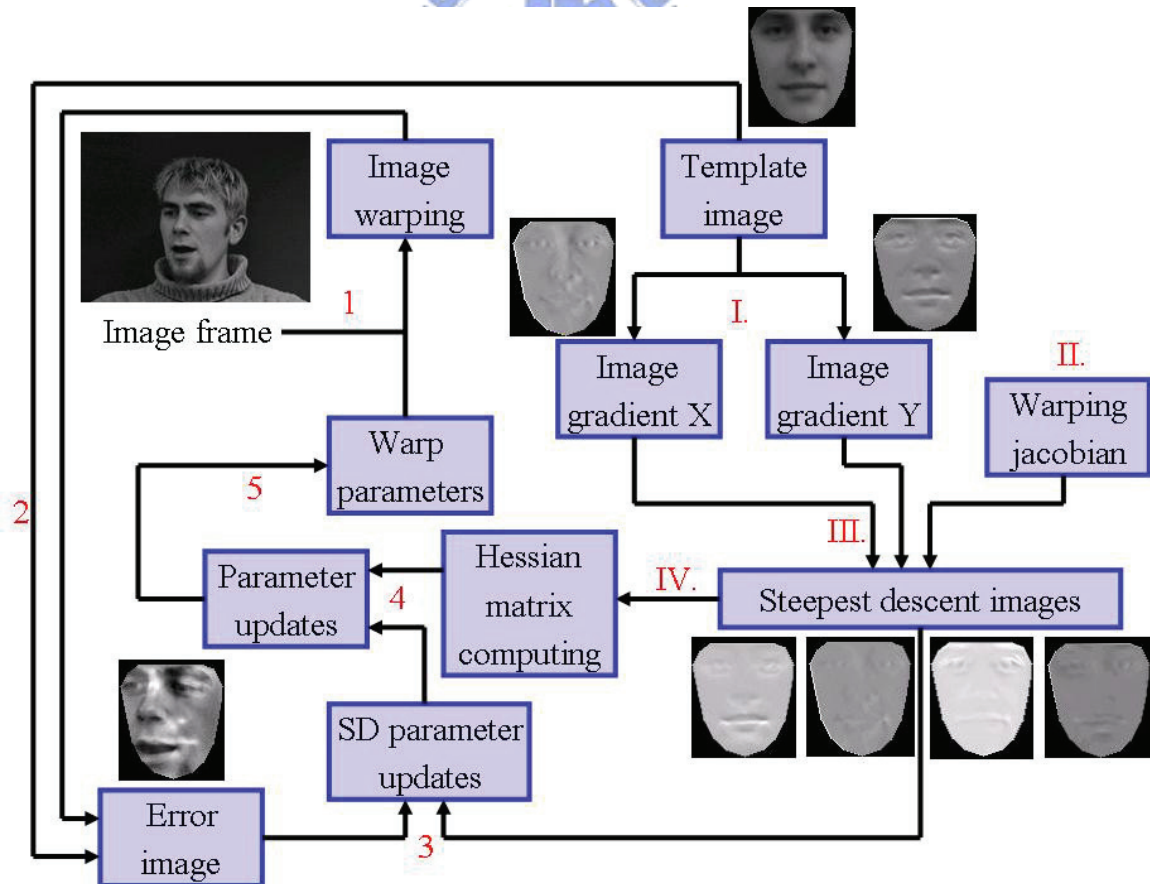 Image
warping
Template
image
1
Image frame
I.
II.
Image
gradient X
Image
gradient Y
Warping
jacobian
Warp
parameters
5
2
III.
Parameter
updates
4
Hessian
matrix
computing
IV.
Steepest descent images
SD parameter
updates
Error
image
3